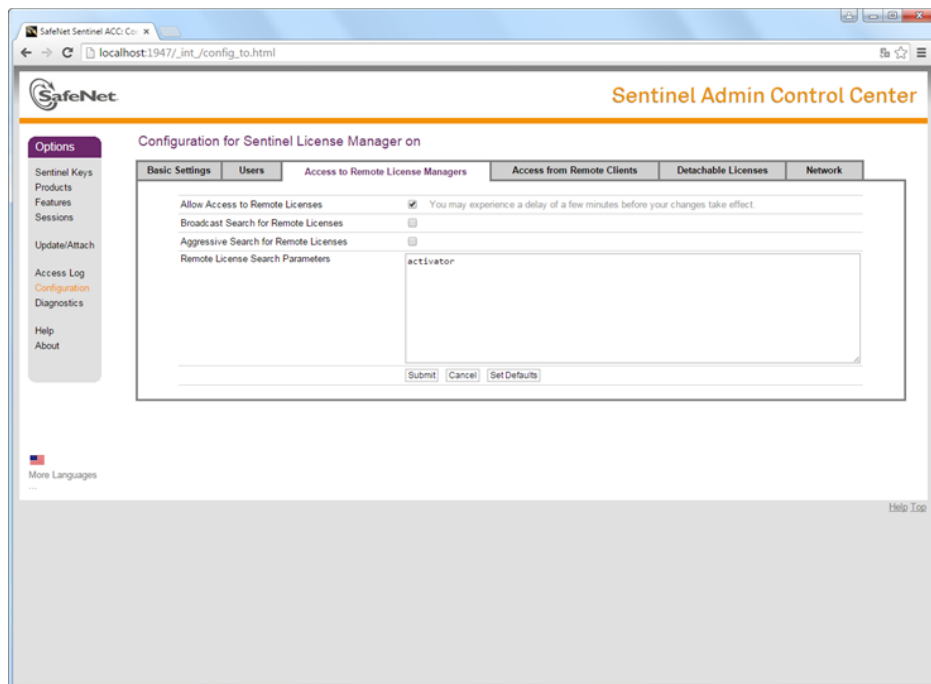 SafeNet Sentinel ACC: Co
localhost:1947/_int_/config_to.html
SafeNet.
Sentinel Admin Control Center
Options
Sentinel Keys
Products
Features
Sessions
Update/Attach
Access Log
Configuration
Diagnostics
Help
About
Configuration for Sentinel License Manager on
Basic Settings Users Access to Remote License Managers Access from Remote Clients Detachable Licenses Network
Allow Access to Remote Licenses You may experience a delay of a few minutes before your changes take effect.
Broadcast Search for Remote Licenses
Aggressive Search for Remote Licenses
Remote License Search Parameters activator
Submit Cancel Set Defaults
More Languages
...
Help Top